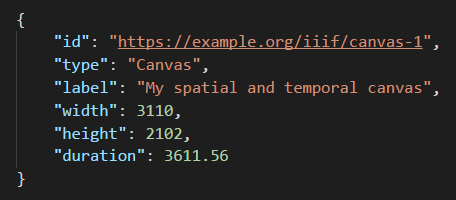 {
"id": "https://example.org/iiif/canvas-1",
"type": "Canvas",
"label": "My spatial and temporal canvas",
"width": 3110,
"height": 2102,
"duration": 3611.56
}